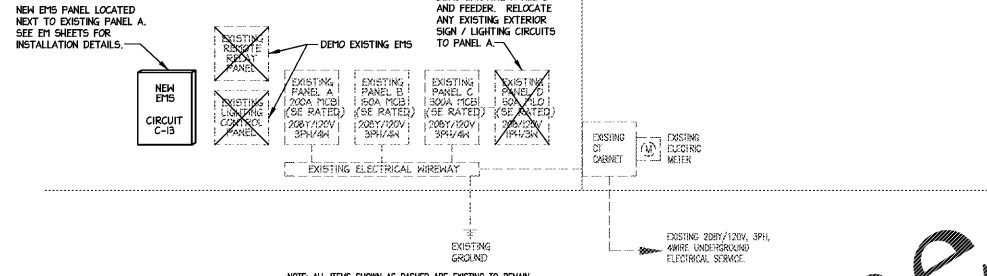 NEW EMS PANEL LOCATED
NEXT TO EXISTING PANEL A.
SEE EM SHEETS FOR
INSTALLATION DETAILS.
AND FEEDER. RELOCATE
ANY EXISTING EXTERIOR
SIGN / LIGHTING CIRCUITS
TO PANEL A.
DEMO EXISTING EMS
EXISTING
REMOTE
RELAY
PANEL
NEW
EMS
CIRCUIT
C-13
EXISTING
LIGHTING
CONTROL
PANEL
EXISTING
PANEL A
200A MCB
(SE RATED)
208Y/120V
3PH/4W
EXISTING
PANEL B
150A MCB
(SE RATED)
208Y/120V
3PH/4W
EXISTING
PANEL C
300A MCB
(SE RATED)
208Y/120V
3PH/4W
EXISTING
PANEL D
MLO
(SE RATED)
208/120V
1PH/3W
EXISTING ELECTRICAL WIREWAY
EXISTING
CT
CABINET
M
EXISTING
ELECTRIC
METER
EXISTING
GROUND
EXISTING 208Y/120V, 3PH,
4WIRE UNDERGROUND
ELECTRICAL SERVICE.
NOTE: ALL ITEMS SHOWN AS DASHED ARE EXISTING TO REMAIN